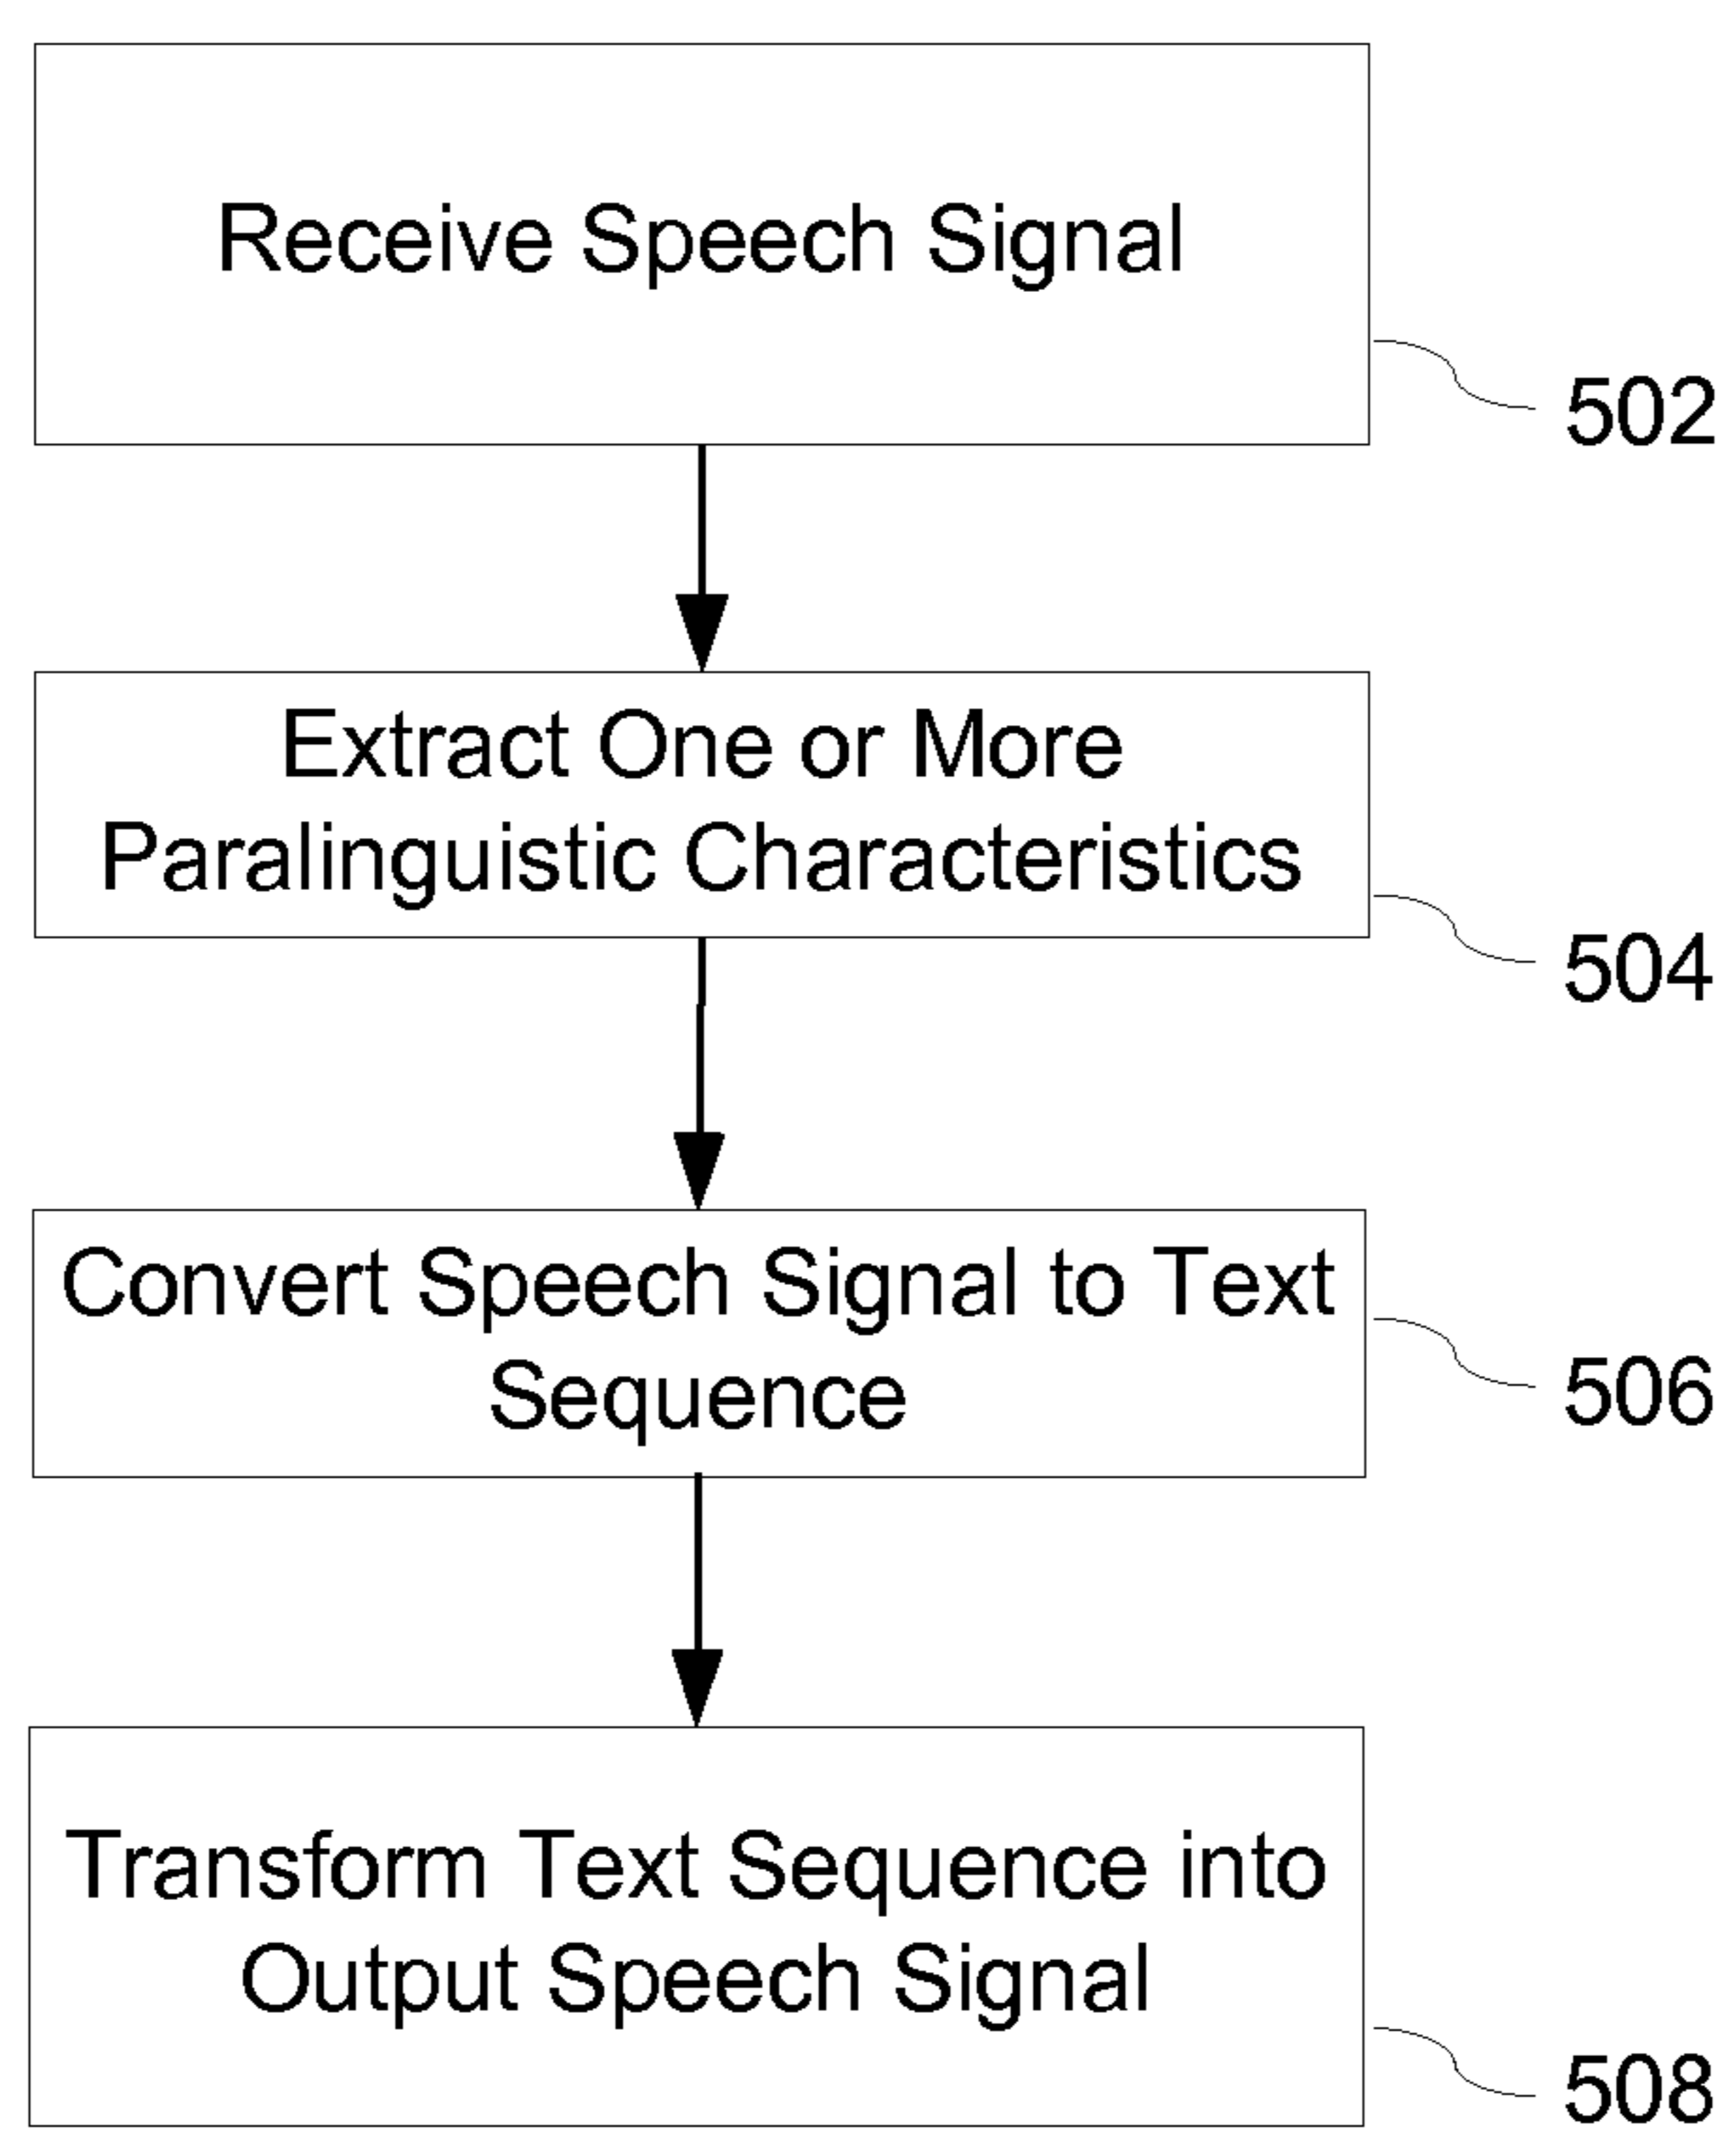 Receive Speech Signal
502
Extract One or More
Paralinguistic Characteristics
504
Convert Speech Signal to Text
Sequence
506
Transform Text Sequence into
Output Speech Signal
508